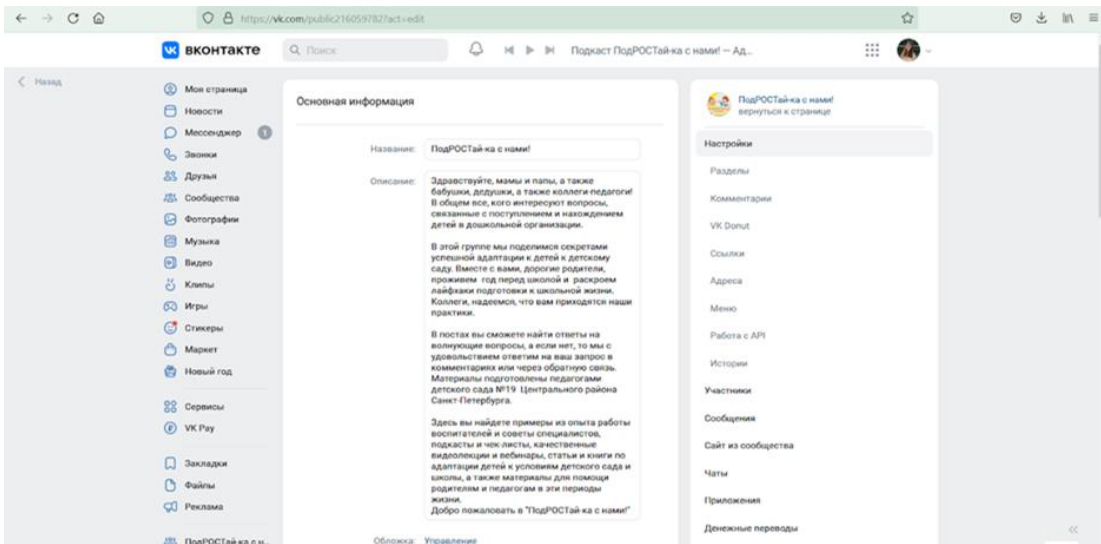 https://vk.com/public216059782?act=edit
ВКОНТАКТЕ
Поиск
Подкаст ПодРОСТай-ка с нами! — Ад...
Назад
Моя страница
Новости
Мессенджер 1
Звонки
Друзья
Сообщества
Фотографии
Музыка
Видео
Клипы
Игры
Стикеры
Маркет
Новый год
Сервисы
VK Pay
Закладки
Файлы
Реклама
ПодРОСТай-ка с н...
Основная информация
Название: ПодРОСТай-ка с нами!
Описание: Здравствуйте, мамы и папы, а также
бабушки, дедушки, а также коллеги-педагоги!
В общем все, кого интересуют вопросы,
связанные с поступлением и нахождением
детей в дошкольной организации.
В этой группе мы поделимся секретами
успешной адаптации к детей к детскому
саду. Вместе с вами, дорогие родители,
проживем год перед школой и раскроем
лайфхаки подготовки к школьной жизни.
Коллеги, надеемся, что вам приходятся наши
практики.
В постах вы сможете найти ответы на
волнующие вопросы, а если нет, то мы с
удовольствием ответим на ваш запрос в
комментариях или через обратную связь.
Материалы подготовлены педагогами
детского сада №19 Центрального района
Санкт-Петербурга.
Здесь вы найдете примеры из опыта работы
воспитателей и советы специалистов,
подкасты и чек-листы, качественные
видеолекции и вебинары, статьи и книги по
адаптации детей к условиям детского сада и
школы, а также материалы для помощи
родителям и педагогам в эти периоды
жизни.
Добро пожаловать в "ПодРОСТай-ка с нами!"
Обложка: Управление
ПодРОСТай-ка с нами!
вернуться к странице
Настройки
Разделы
Комментарии
VK Donut
Ссылки
Адреса
Меню
Работа с API
Истории
Участники
Сообщения
Сайт из сообщества
Чаты
Приложения
Денежные переводы